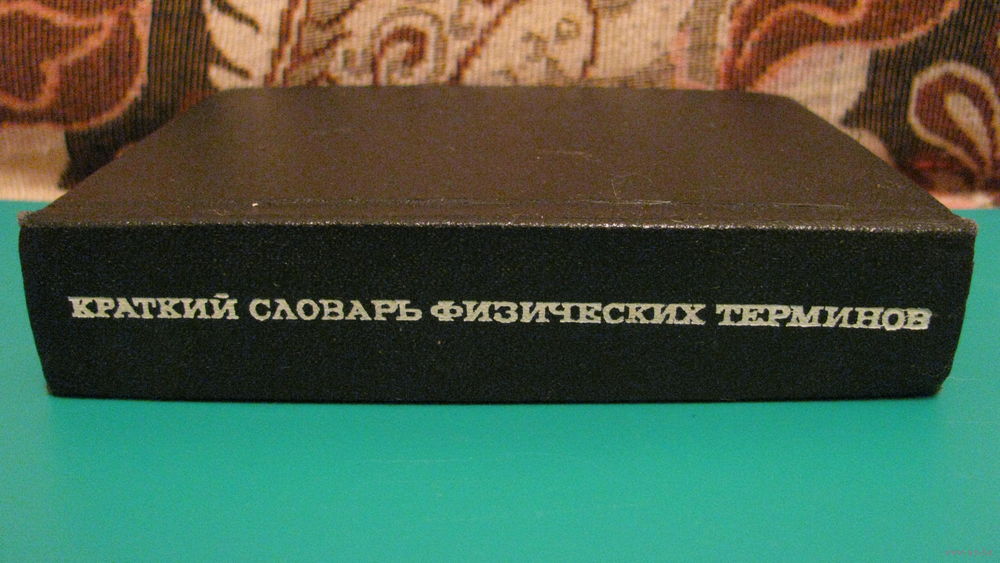 КРАТКИЙ СЛОВАРЬ ФИЗИЧЕСКИХ ТЕРМИНОВ